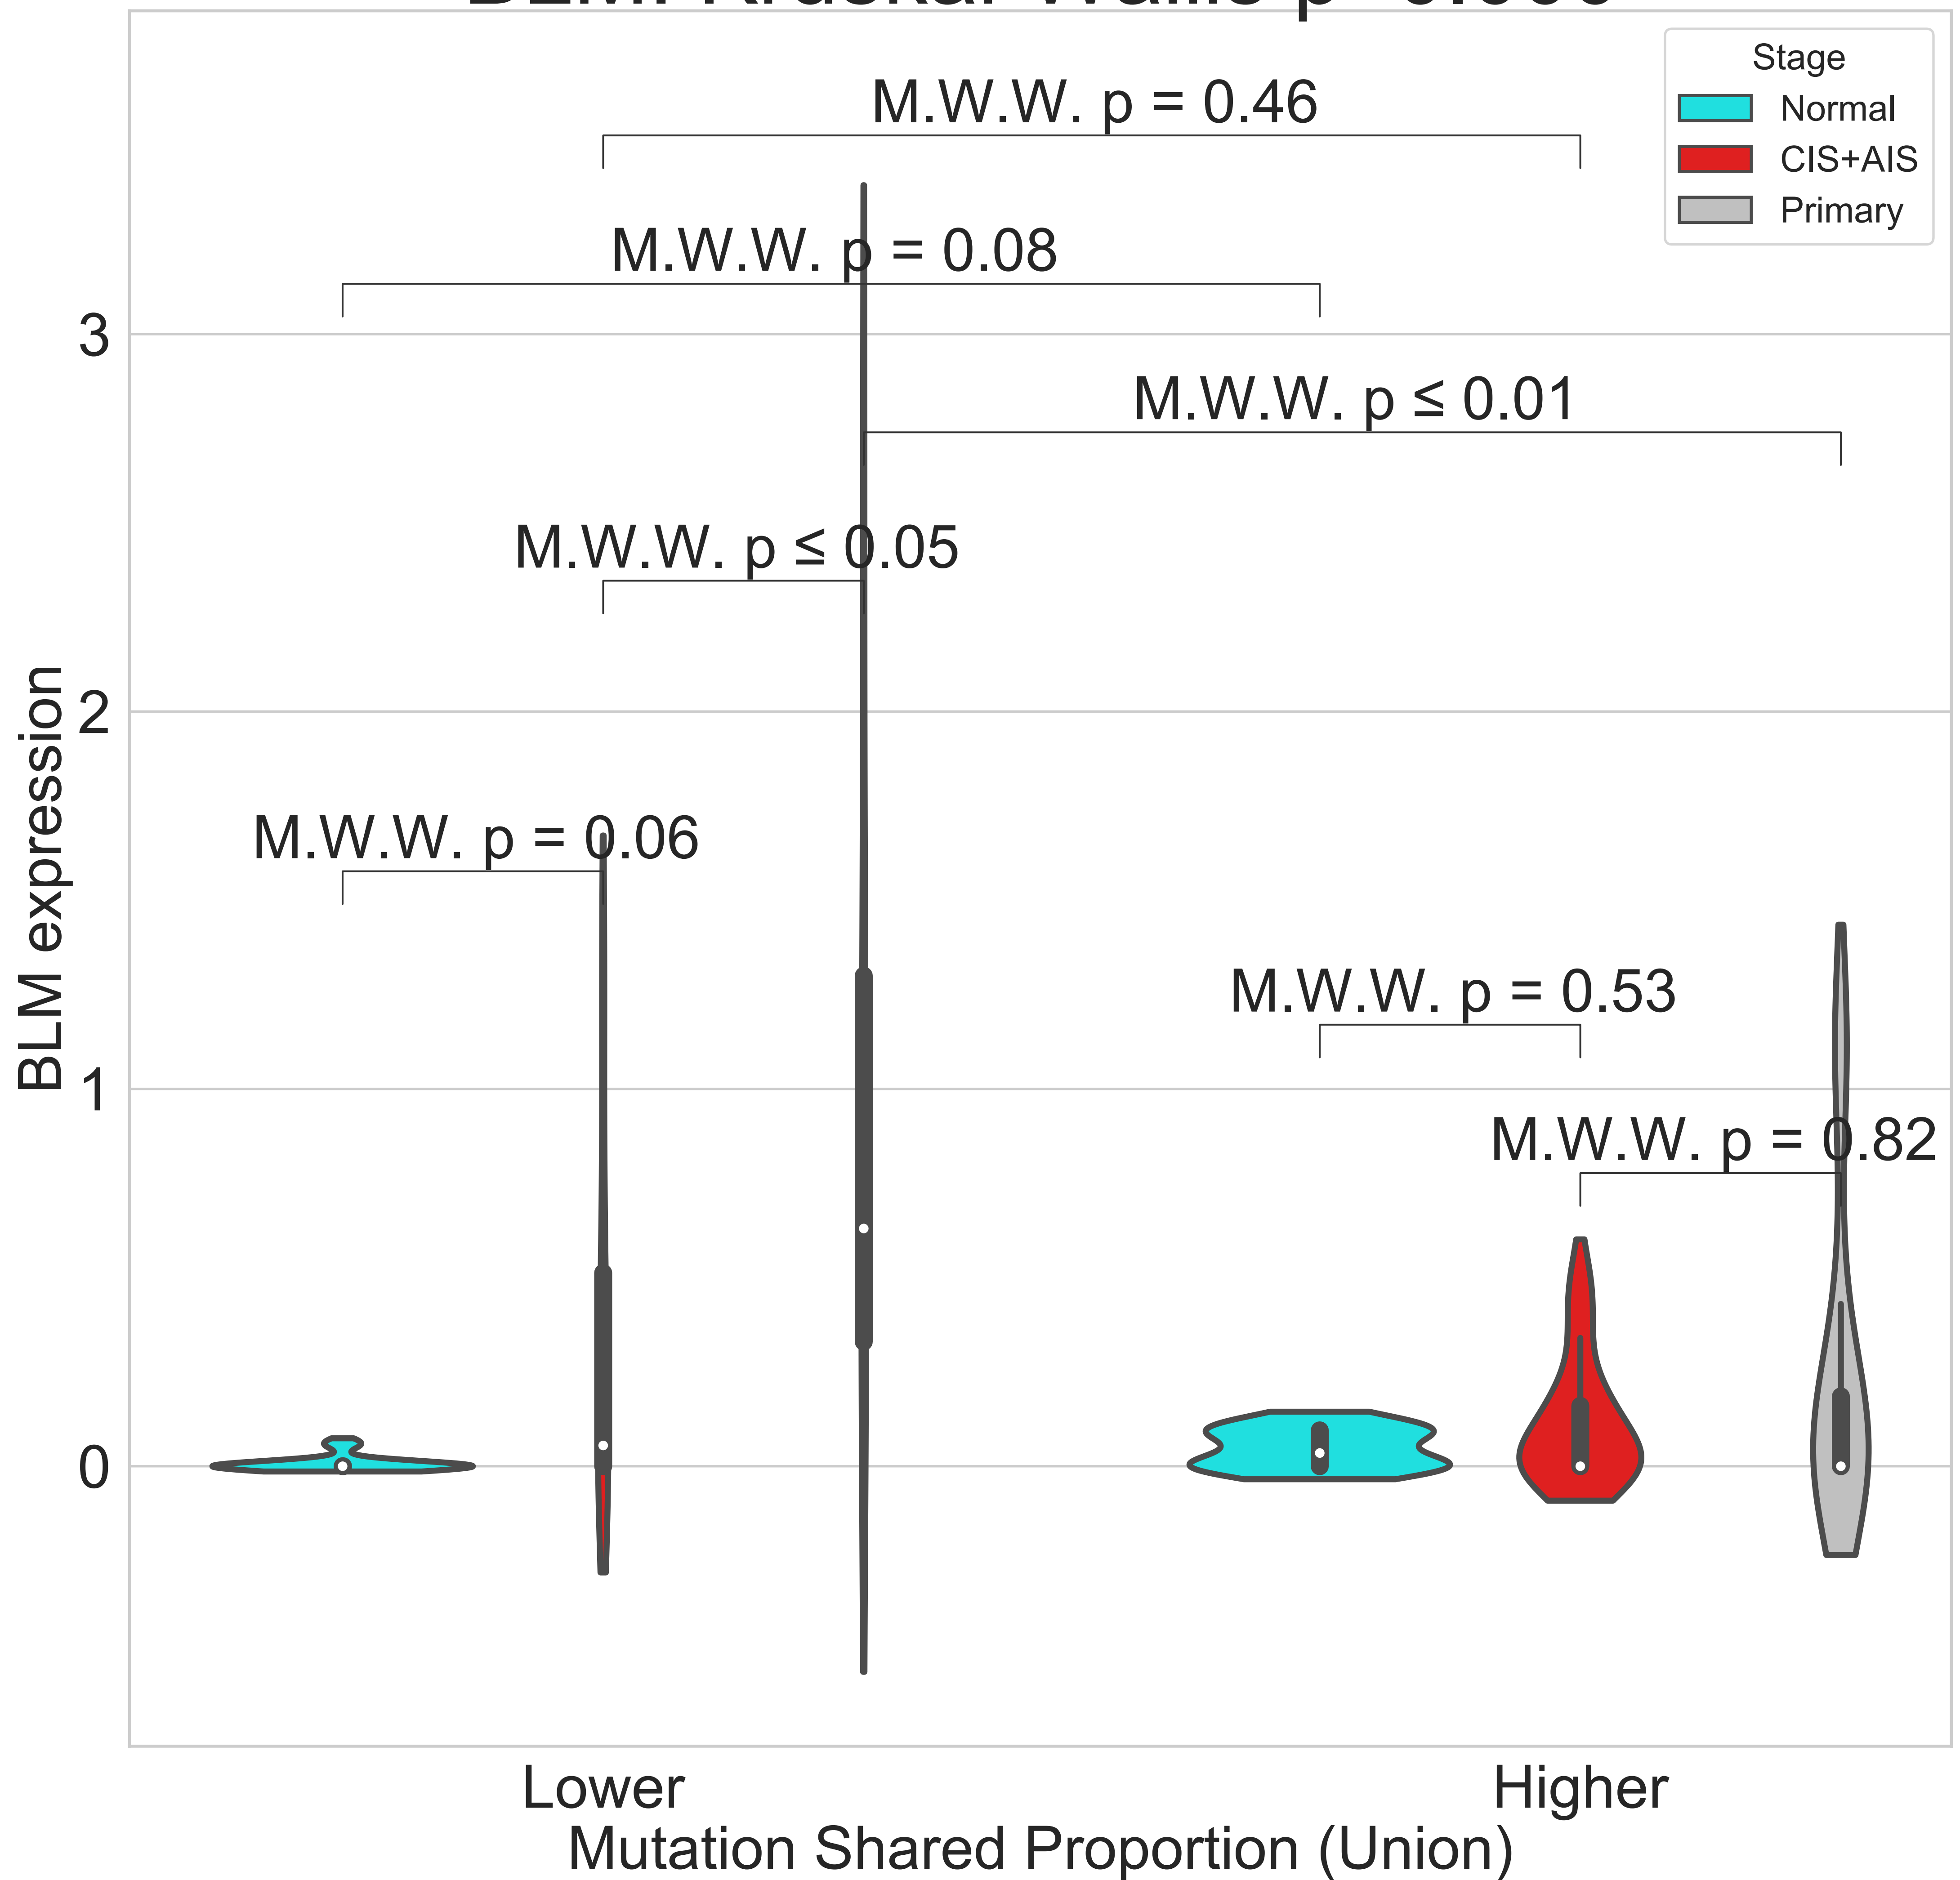 Stage
Normal
CIS+AIS
Primary
M.W.W. p = 0.46
M.W.W. p = 0.08
M.W.W. p ≤ 0.01
M.W.W. p ≤ 0.05
M.W.W. p = 0.06
M.W.W. p = 0.53
M.W.W. p = 0.82
3
2
1
0
BLM expression
Lower
Higher
Mutation Shared Proportion (Union)